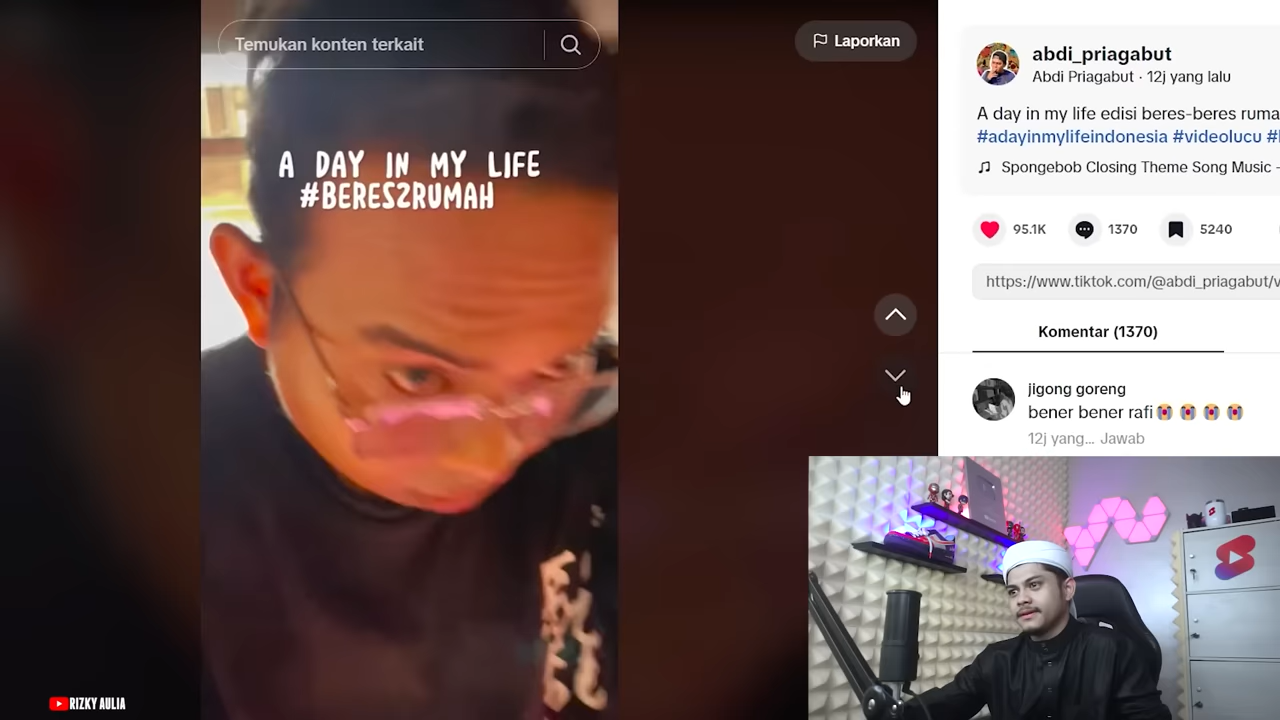 Temukan konten terkait
Laporkan
A DAY IN MY LIFE
#BERES2RUMAH
abdi_priagabut
Abdi Priagabut · 12j yang lalu
A day in my life edisi beres-beres ruma
#adayinmylifeindonesia #videolucu #
Spongebob Closing Theme Song Music -
95.1K
1370
5240
https://www.tiktok.com/@abdi_priagabut/v
Komentar (1370)
jigong goreng
bener bener rafi😭😭😭😭
12j yang... Jawab
RIZKY AULIA